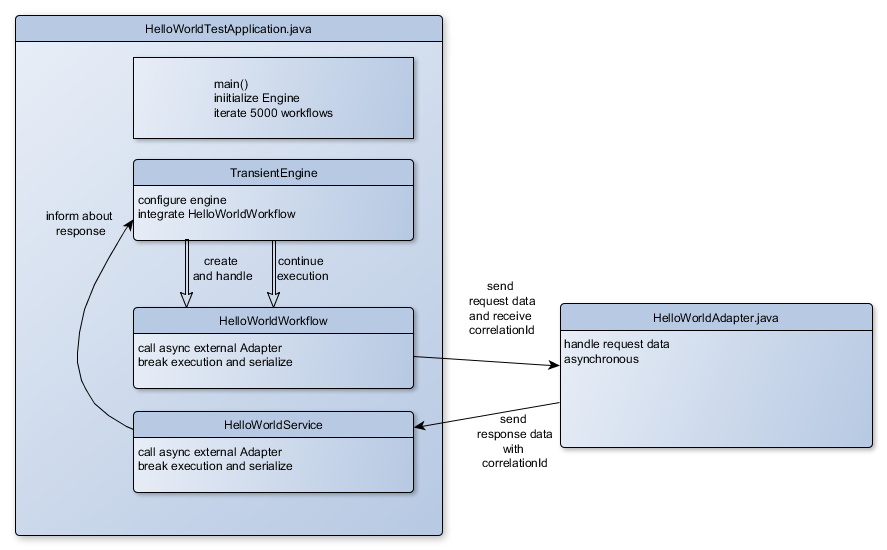 HelloWorldTestApplication.java
main()
iniitialize Engine
iterate 5000 workflows
TransientEngine
configure engine
integrate HelloWorldWorkflow
inform about
response
create
and handle
continue
execution
HelloWorldWorkflow
call async external Adapter
break execution and serialize
send
request data
and receive
correlationId
HelloWorldAdapter.java
handle request data
asynchronous
HelloWorldService
call async external Adapter
break execution and serialize
send
response data
with
correlationId